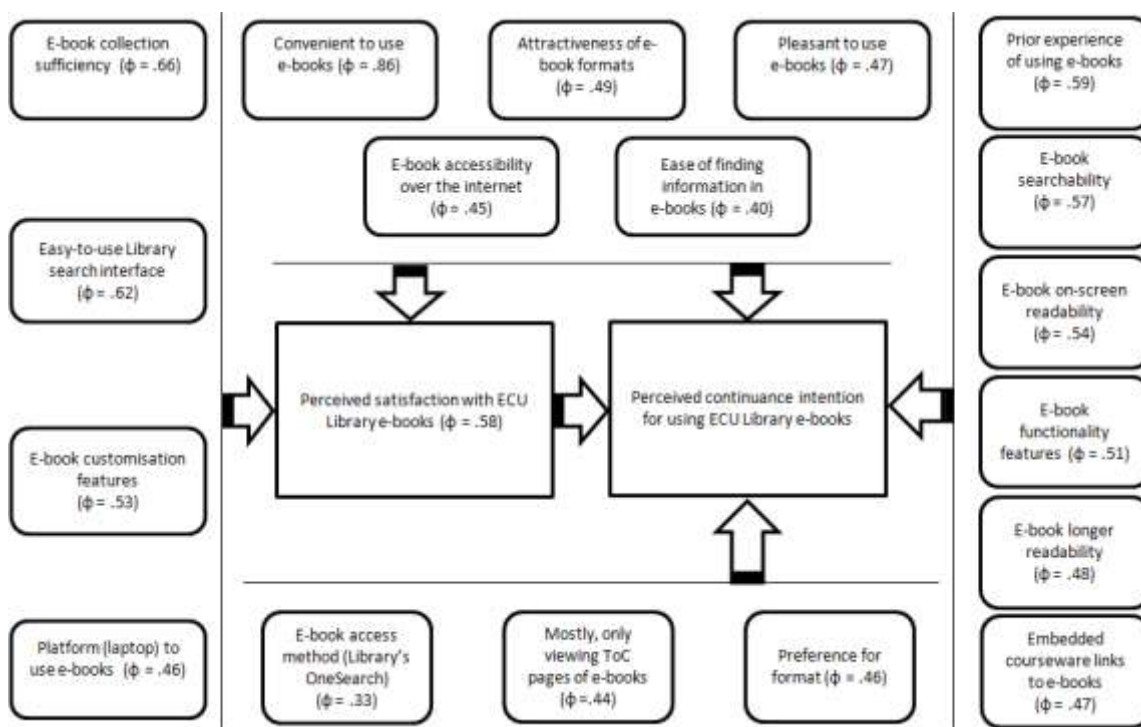 E-book collection
sufficiency (ϕ = .66)
Easy-to-use Library
search interface
(ϕ = .62)
E-book customisation
features
(ϕ = .53)
Platform (laptop) to
use e-books (ϕ = .46)
Convenient to use
e-books (ϕ = .86)
Attractiveness of e-
book formats
(ϕ = .49)
Pleasant to use
e-books (ϕ = .47)
E-book accessibility
over the internet
(ϕ = .45)
Ease of finding
information in
e-books (ϕ = .40)
Perceived satisfaction with ECU
Library e-books (ϕ = .58)
Perceived continuance intention
for using ECU Library e-books
E-book access
method (Library's
OneSearch)
(ϕ = .33)
Mostly, only
viewing ToC
pages of e-books
(ϕ =.44)
Preference for
format (ϕ = .46)
Prior experience
of using e-books
(ϕ = .59)
E-book
searchability
(ϕ = .57)
E-book on-screen
readability
(ϕ = .54)
E-book
functionality
features (ϕ = .51)
E-book longer
readability
(ϕ = .48)
Embedded
courseware links
to e-books
(ϕ = .47)